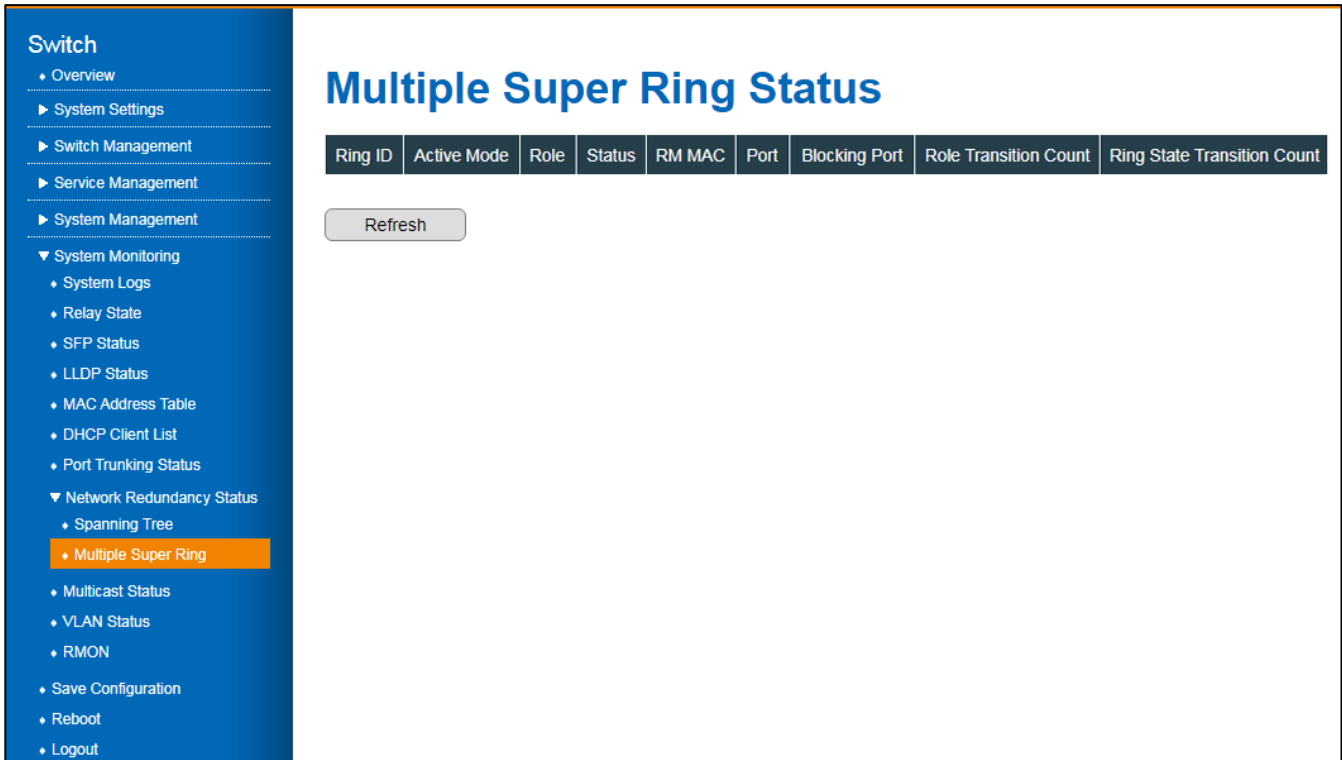 Switch
Overview
System Settings
Switch Management
Service Management
System Management
System Monitoring
System Logs
Relay State
SFP Status
LLDP Status
MAC Address Table
DHCP Client List
Port Trunking Status
Network Redundancy Status
Spanning Tree
Multiple Super Ring
Multicast Status
VLAN Status
RMON
Save Configuration
Reboot
Logout
Multiple Super Ring Status
Ring ID Active Mode Role Status RM MAC Port Blocking Port Role Transition Count Ring State Transition Count
Refresh